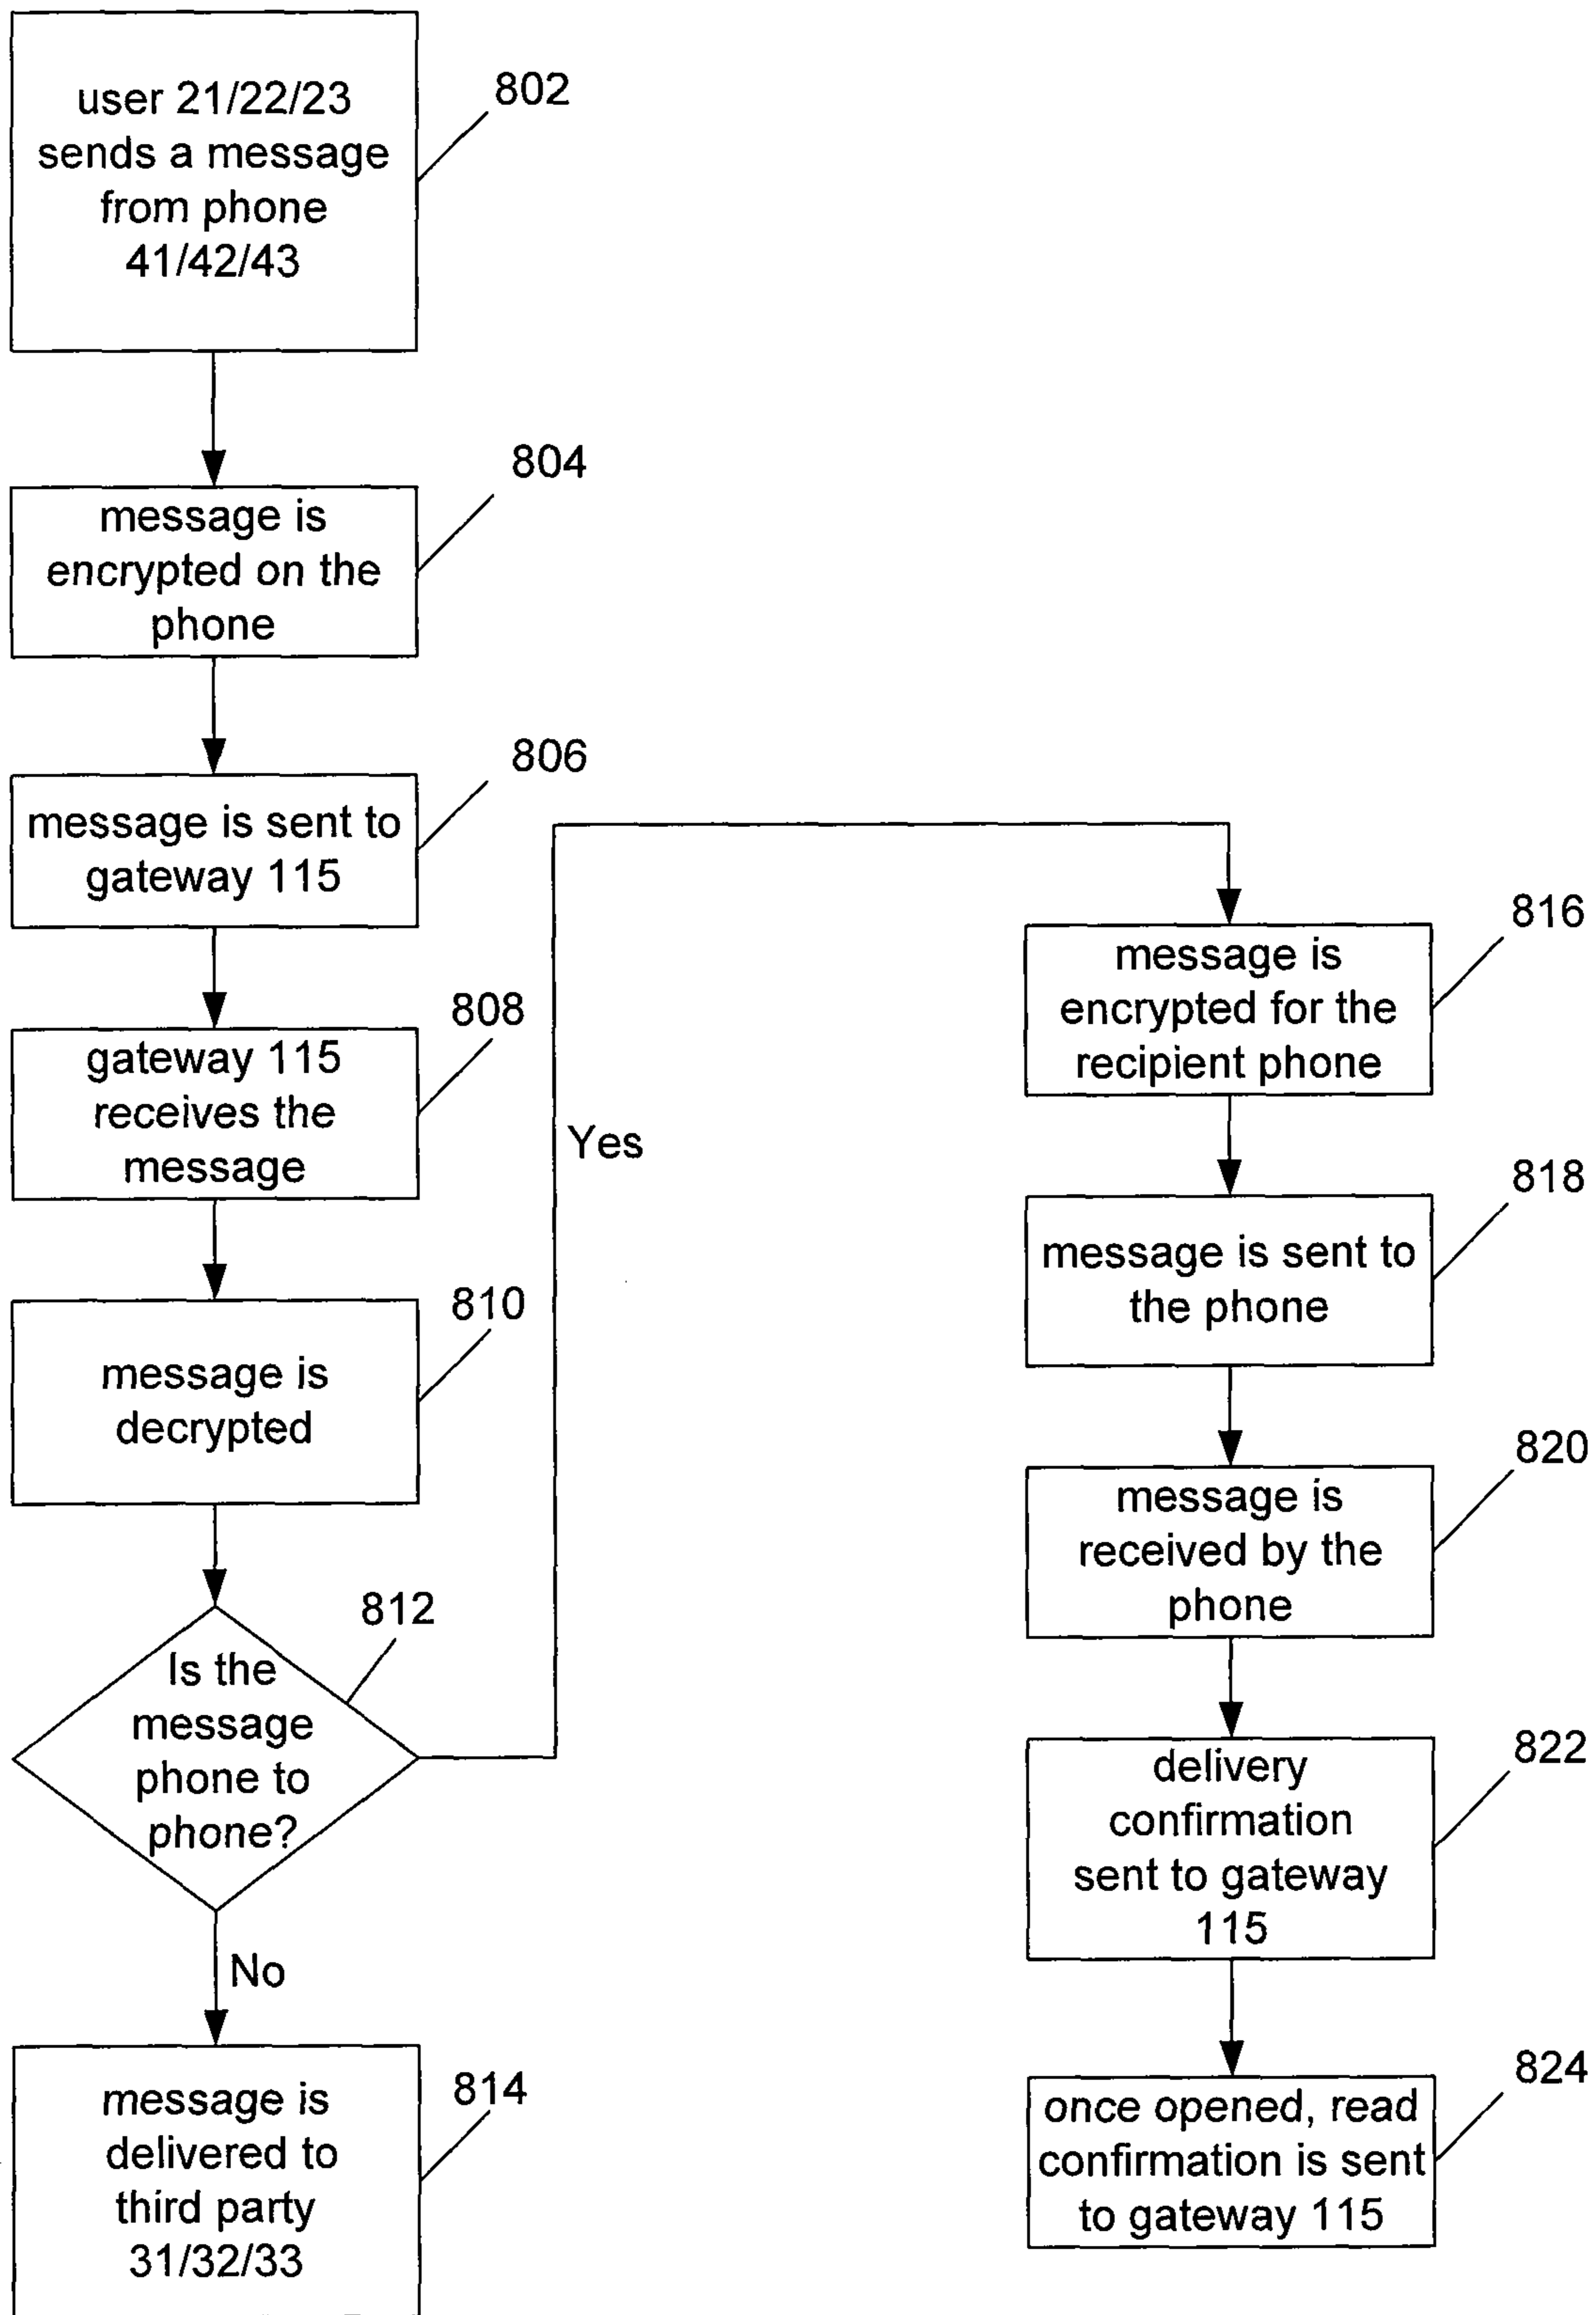 user 21/22/23
sends a message
from phone
41/42/43
802
message is
encrypted on the
phone
804
message is sent to
gateway 115
806
gateway 115
receives the
message
808
message is
decrypted
810
Is the
message
phone to
phone?
812
Yes
No
message is
delivered to
third party
31/32/33
814
message is
encrypted for the
recipient phone
816
message is sent to
the phone
818
message is
received by the
phone
820
delivery
confirmation
sent to gateway
115
822
once opened, read
confirmation is sent
to gateway 115
824